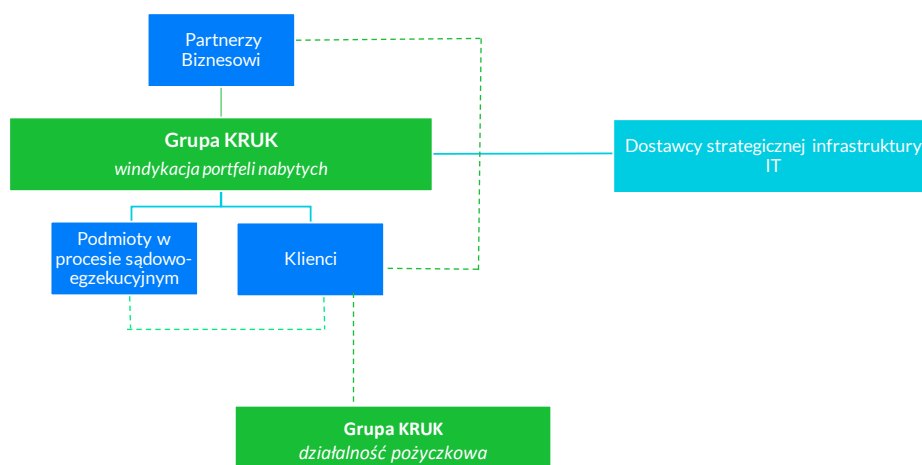 Partnerzy
Biznesowi
Grupa KRUK
windykacja portfeli nabytych
Dostawcy strategicznej infrastruktury
IT
Podmioty w
procesie sądowo-
egzekucyjnym
Klienci
Grupa KRUK
działalność pożyczkowa